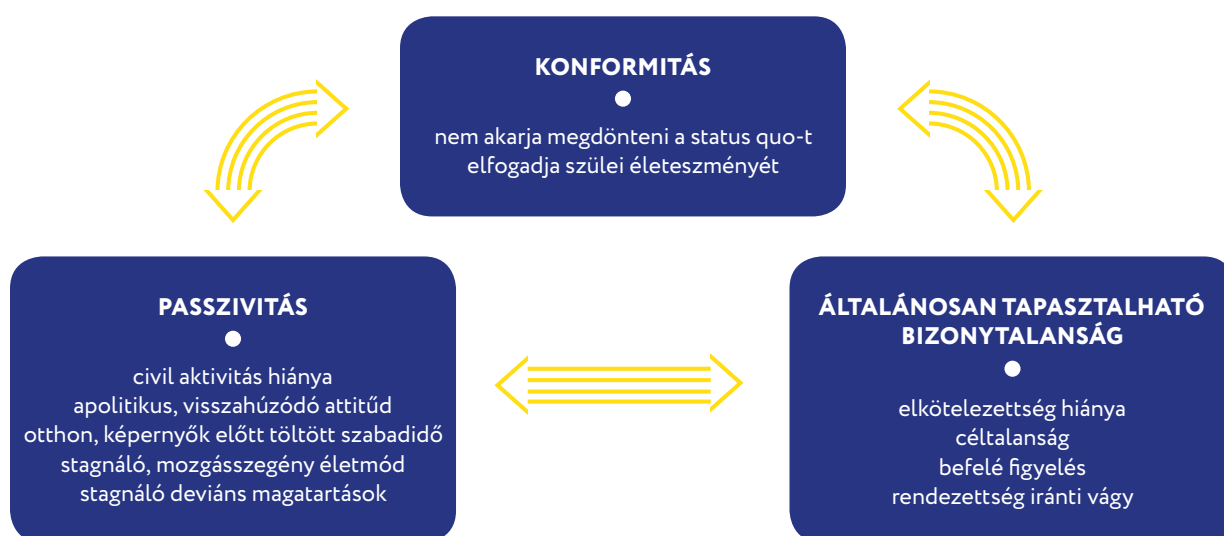 KONFORMITÁS
nem akarja megdönteni a status quo-t
elfogadja szülei életeszményét
PASSZIVITÁS
civil aktivitás hiánya
apolitikus, visszahúzódó attitűd
otthon, képernyők előtt töltött szabadidő
stagnáló, mozgásszegény életmód
stagnáló deviáns magatartások
ÁLTALÁNOSAN TAPASZTALHATÓ
BIZONYTALANSÁG
elkötelezettség hiánya
céltalanság
befelé figyelés
rendezettség iránti vágy